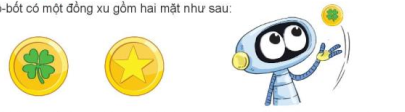 -bốt có một đồng xu gồm hai mặt như sau: